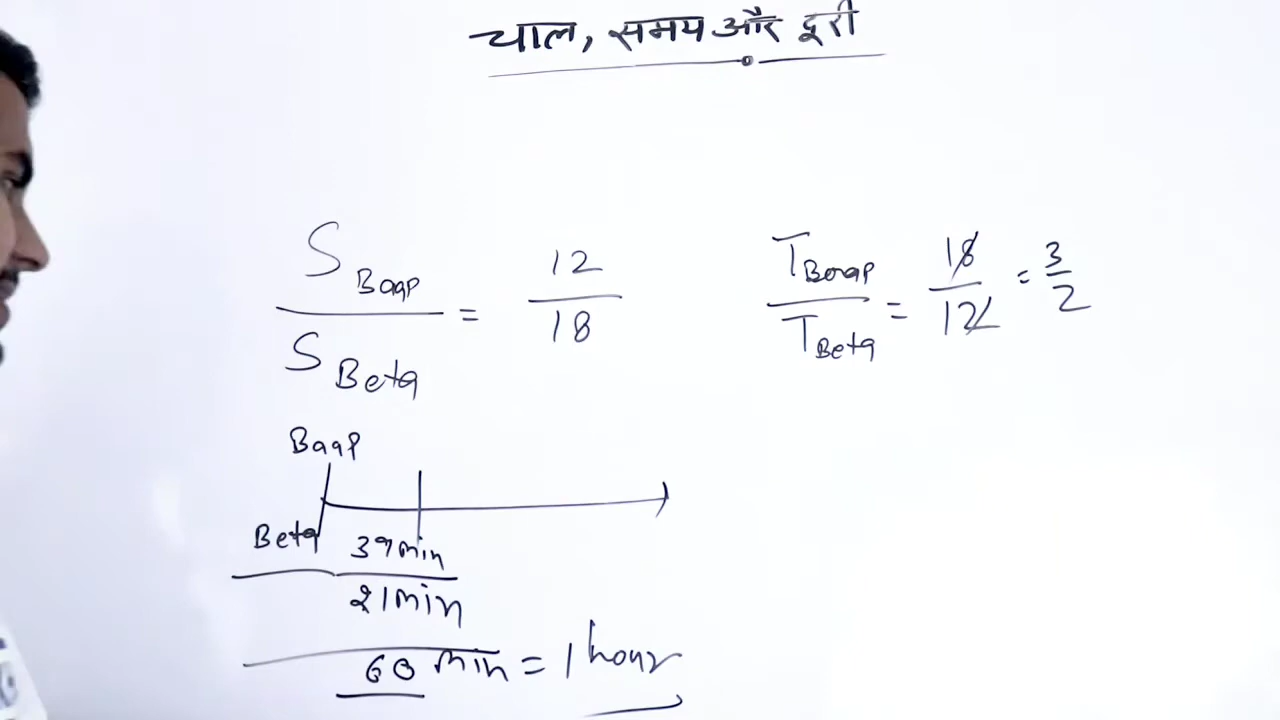 चाल, समय और दूरी
S Baap / S Beta = 12 / 18
T Baap / T Beta = 18 / 12 = 3 / 2
Baap
Beta 39 min
21 min
60 min = 1 hour